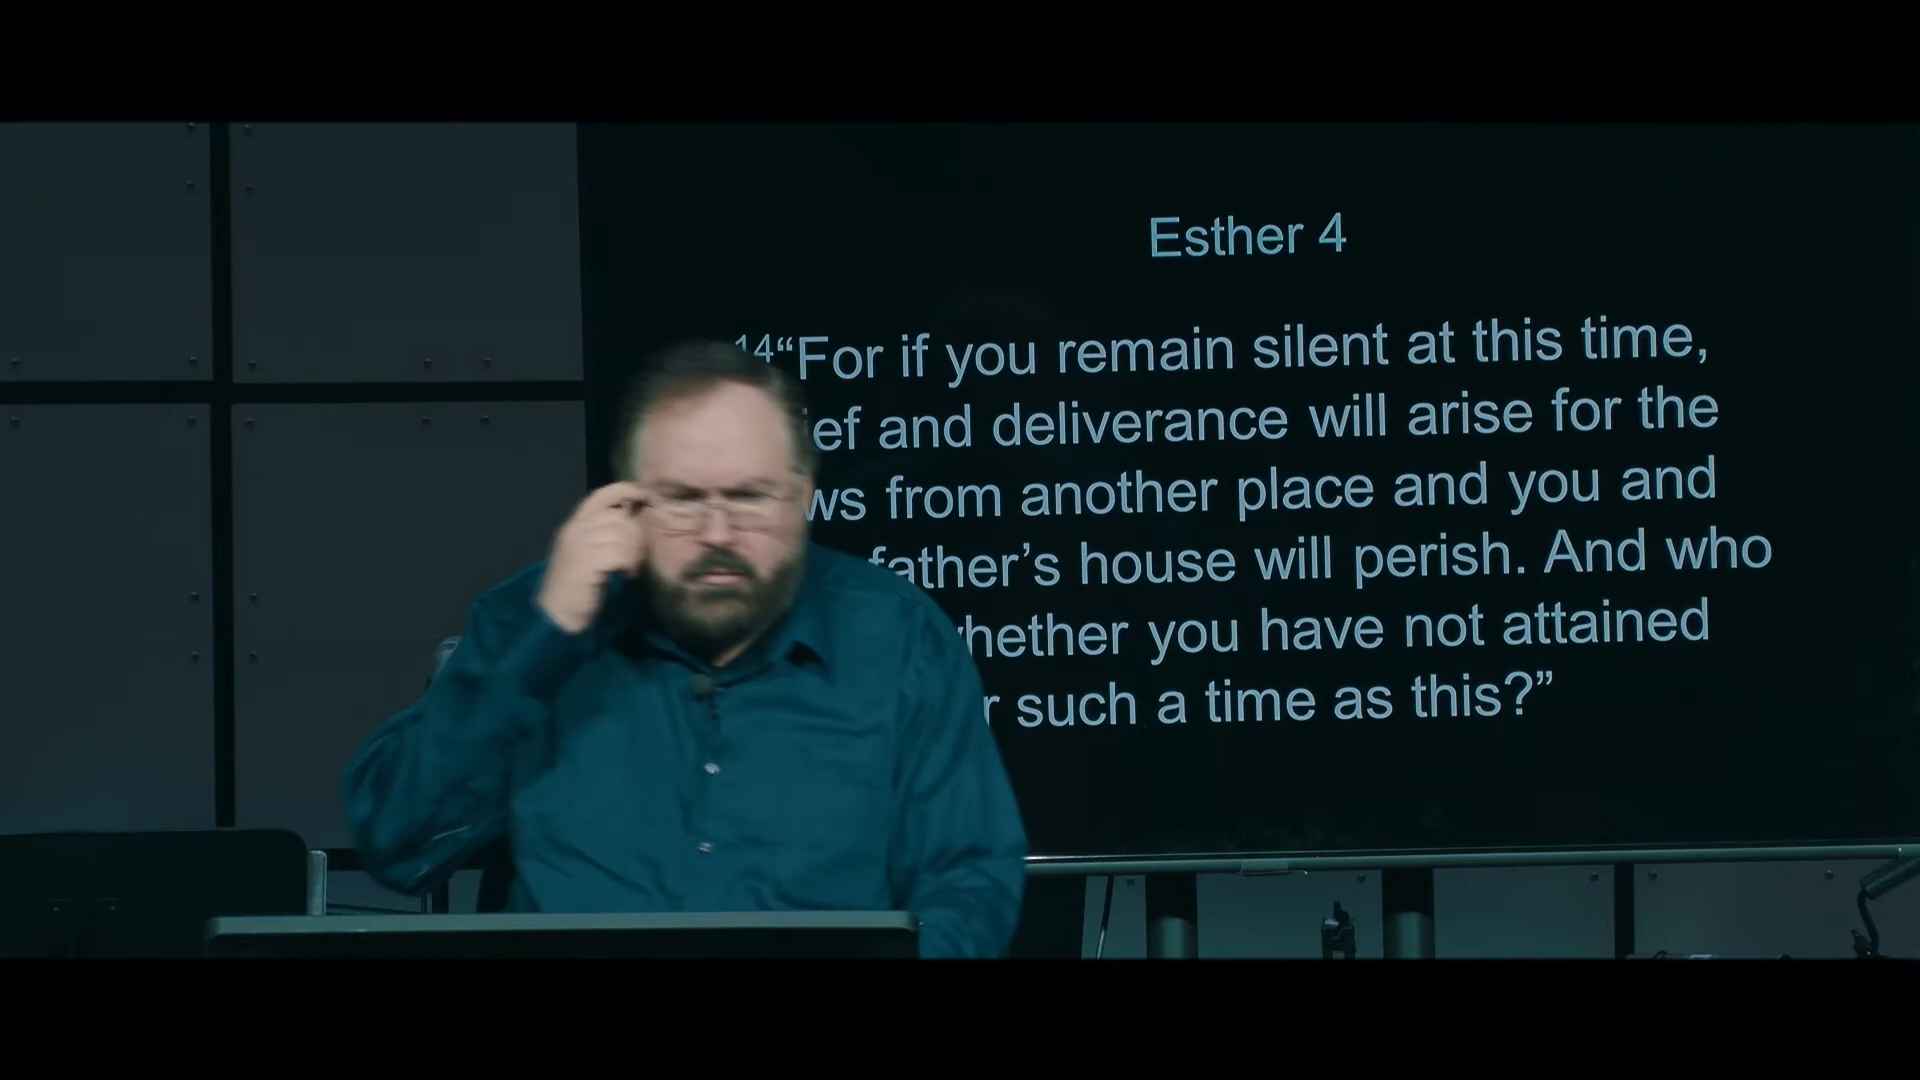 Esther 4
14“For if you remain silent at this time,
and deliverance will arise for the
from another place and you and
father’s house will perish. And who
whether you have not attained
such a time as this?”